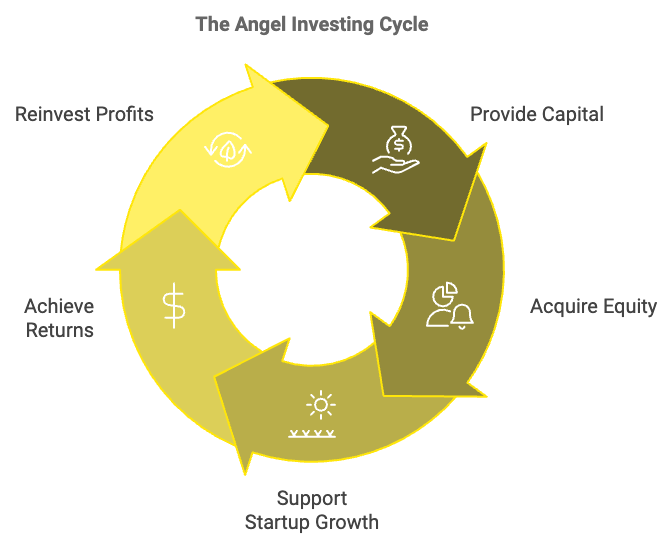 The Angel Investing Cycle
Reinvest Profits
Provide Capital
Achieve
Returns
Acquire Equity
Support
Startup Growth